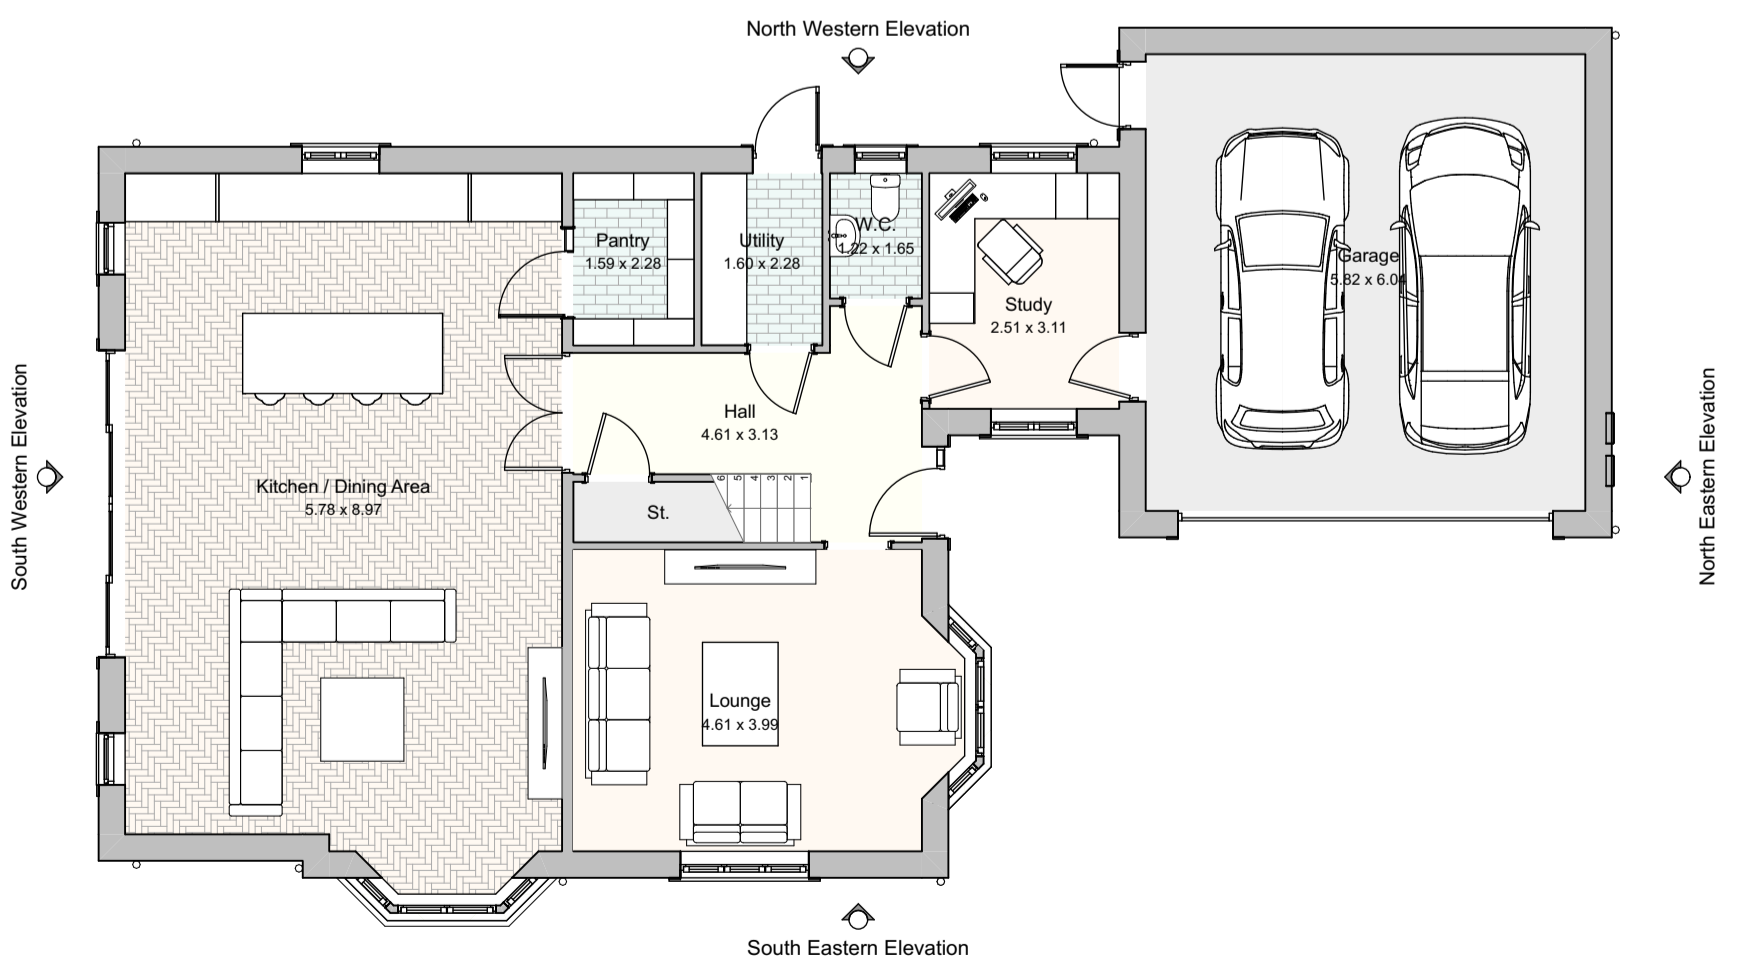 North Western Elevation
Pantry
1.59 x 2.28
Utility
1.60 x 2.28
W.C.
1.22 x 1.65
Garage
5.82 x 6.04
Study
2.51 x 3.11
Hall
4.61 x 3.13
South Western Elevation
North Eastern Elevation
Kitchen / Dining Area
5.78 x 8.97
St.
6 5 4 3 2 1
Lounge
4.61 x 3.99
South Eastern Elevation